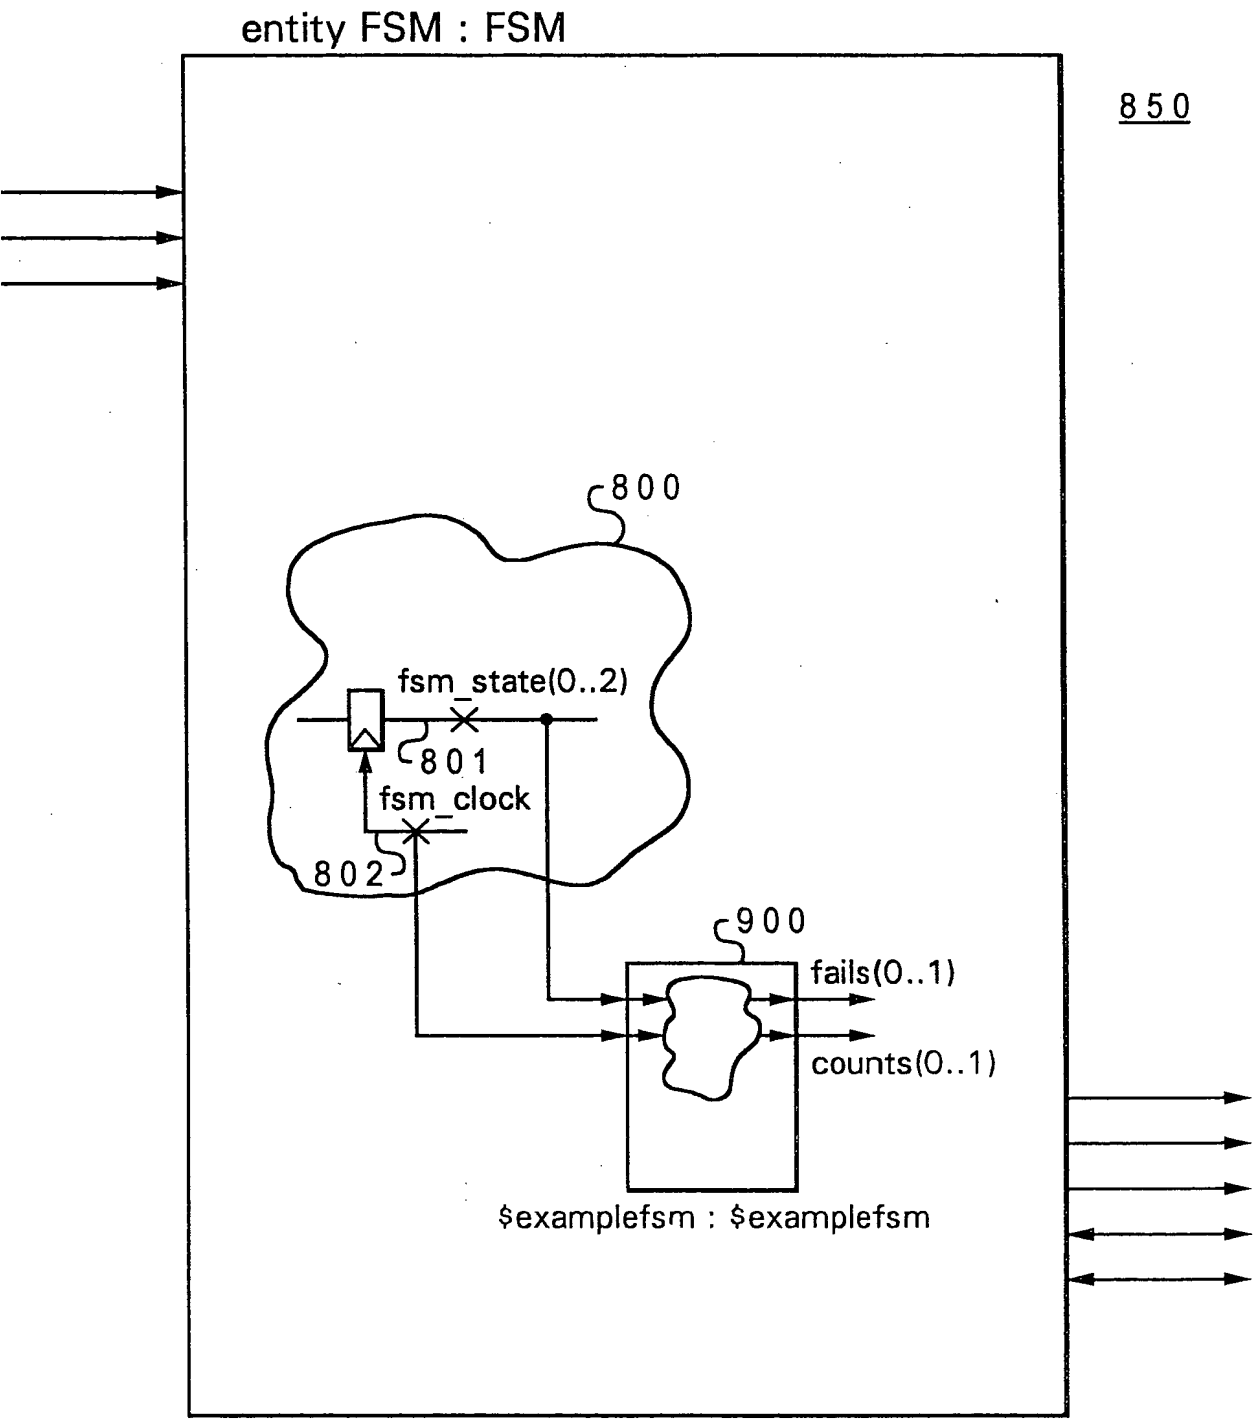 entity FSM : FSM
850
800
fsm_state(0..2)
801
fsm_clock
802
900
fails(0..1)
counts(0..1)
$examplefsm : $examplefsm